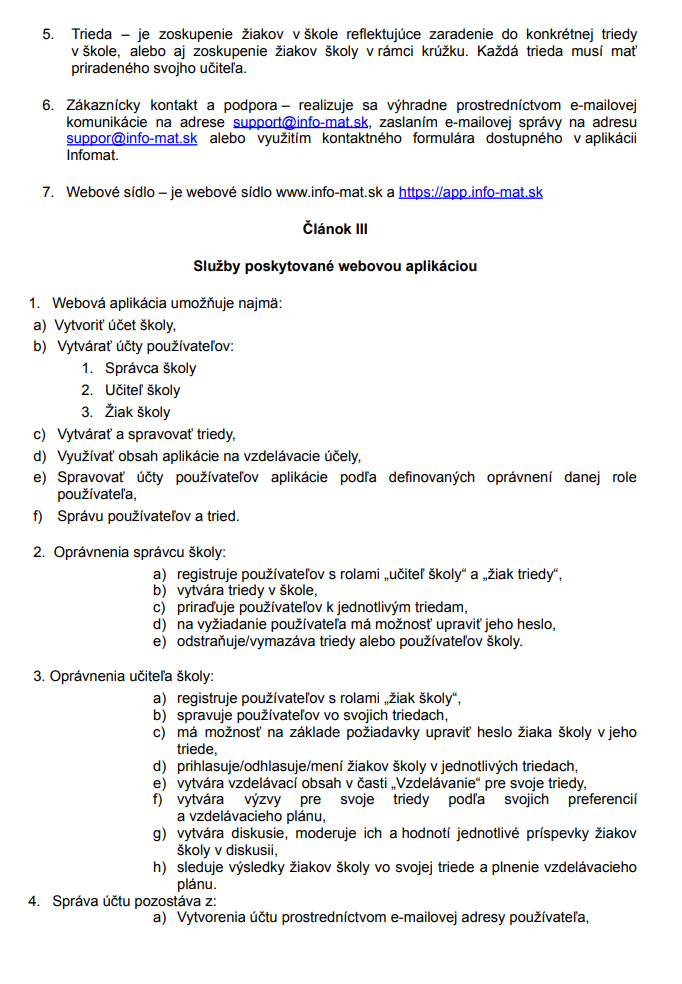 5. Trieda – je zoskupenie žiakov v škole reflektujúce zaradenie do konkrétnej triedy
v škole, alebo aj zoskupenie žiakov školy v rámci krúžku. Každá trieda musí mať
priradeného svojho učiteľa.
6. Zákaznícky kontakt a podpora – realizuje sa výhradne prostredníctvom e-mailovej
komunikácie na adrese support@info-mat.sk, zaslaním e-mailovej správy na adresu
suppor@info-mat.sk alebo využitím kontaktného formulára dostupného v aplikácii
Infomat.
7. Webové sídlo – je webové sídlo www.info-mat.sk a https://app.info-mat.sk
Článok III
Služby poskytované webovou aplikáciou
1. Webová aplikácia umožňuje najmä:
a) Vytvoriť účet školy,
b) Vytvárať účty používateľov:
1. Správca školy
2. Učiteľ školy
3. Žiak školy
c) Vytvárať a spravovať triedy,
d) Využívať obsah aplikácie na vzdelávacie účely,
e) Spravovať účty používateľov aplikácie podľa definovaných oprávnení danej role
používateľa,
f) Správu používateľov a tried.
2. Oprávnenia správcu školy:
a) registruje používateľov s rolami „učiteľ školy“ a „žiak triedy“,
b) vytvára triedy v škole,
c) priraďuje používateľov k jednotlivým triedam,
d) na vyžiadanie používateľa má možnosť upraviť jeho heslo,
e) odstraňuje/vymazáva triedy alebo používateľov školy.
3. Oprávnenia učiteľa školy:
a) registruje používateľov s rolami „žiak školy“,
b) spravuje používateľov vo svojich triedach,
c) má možnosť na základe požiadavky upraviť heslo žiaka školy v jeho
triede,
d) prihlasuje/odhlasuje/mení žiakov školy v jednotlivých triedach,
e) vytvára vzdelávací obsah v časti „Vzdelávanie“ pre svoje triedy,
f) vytvára výzvy pre svoje triedy podľa svojich preferencií
a vzdelávacieho plánu,
g) vytvára diskusie, moderuje ich a hodnotí jednotlivé príspevky žiakov
školy v diskusii,
h) sleduje výsledky žiakov školy vo svojej triede a plnenie vzdelávacieho
plánu.
4. Správa účtu pozostáva z:
a) Vytvorenia účtu prostredníctvom e-mailovej adresy používateľa,